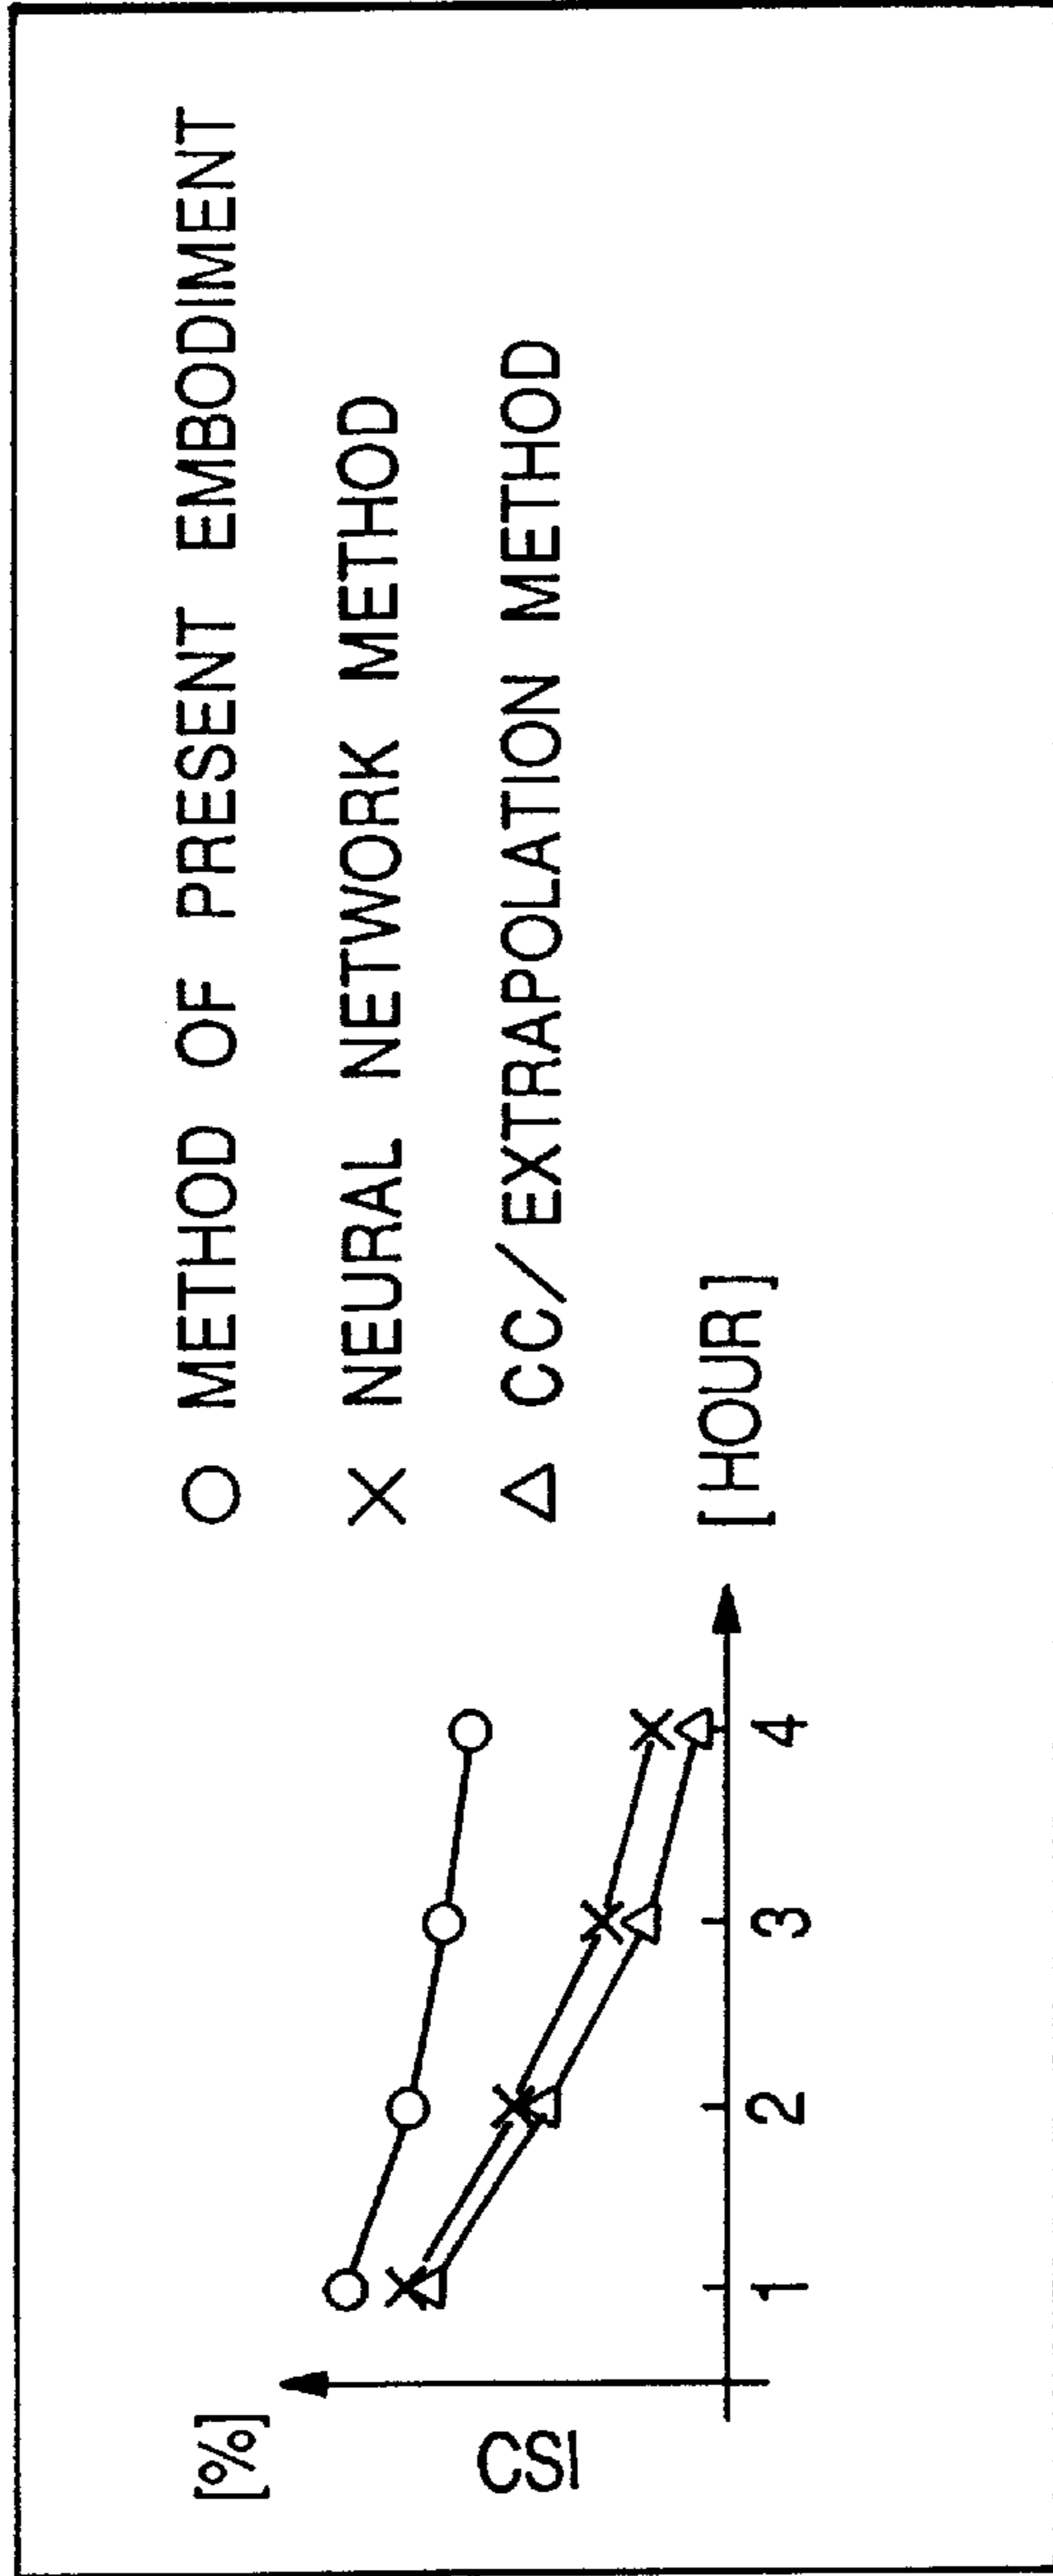 [%]
CSI
1 2 3 4
[HOUR]
○ METHOD OF PRESENT EMBODIMENT
× NEURAL NETWORK METHOD
△ CC/EXTRAPOLATION METHOD